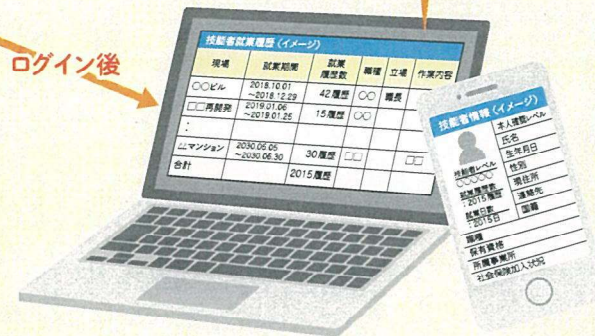 ログイン後
技能者就業履歴（イメージ）
現場 就業期間 就業履歴数 職種 立場 作業内容
○○ビル 2018.10.01～2018.12.29 42履歴 ○○ 職長
□□再開発 2019.01.06～2019.01.25 15履歴 ○○
：
△△マンション 2030.06.05～2030.06.30 30履歴 □□ □□
合計 2015履歴
技能者情報（イメージ）
本人確認レベル
氏名
生年月日
技能者レベル
○○○○○
性別
就業履歴数
：2015履歴
現住所
就業日数
：2015日
連絡先
国籍
職種
保有資格
所属事業所
社会保険加入状況